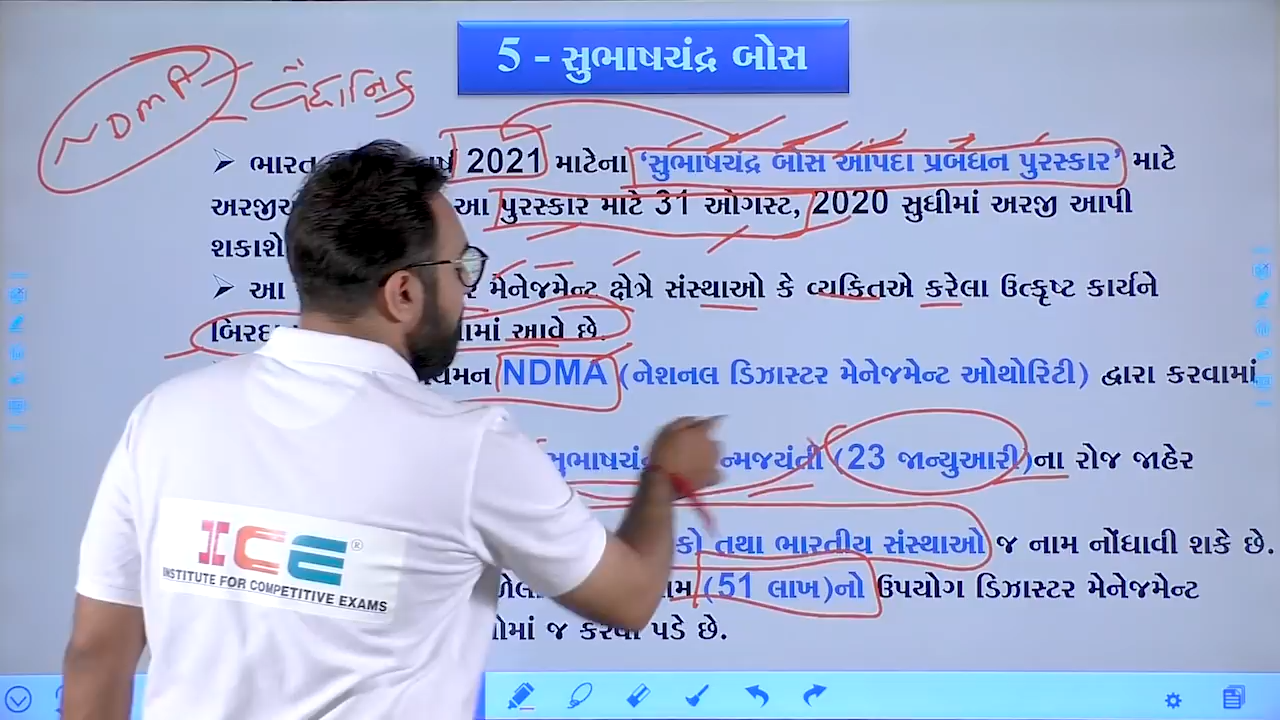 5 - સુભાષચંદ્ર બોસ
NDMA વૈધાનિક
➢ ભારત 2021 માટેના ‘સુભાષચંદ્ર બોસ આપદા પ્રબંધન પુરસ્કાર’ માટે
આ પુરસ્કાર માટે 31 ઓગસ્ટ, 2020 સુધીમાં અરજી આપી
શકાશે
➢ આ મેનેજમેન્ટ ક્ષેત્રે સંસ્થાઓ કે વ્યકિતએ કરેલા ઉત્કૃષ્ટ કાર્યને
આવે છે.
NDMA (નેશનલ ડિઝાસ્ટર મેનેજમેન્ટ ઓથોરિટી) દ્વારા કરવામાં
(23 જાન્યુઆરી)ના રોજ જાહેર
તથા ભારતીય સંસ્થાઓ જ નામ નોંધાવી શકે છે.
(51 લાખ)નો ઉપયોગ ડિઝાસ્ટર મેનેજમેન્ટ
જ કરવો પડે છે.
ICE®
INSTITUTE FOR COMPETITIVE EXAMS